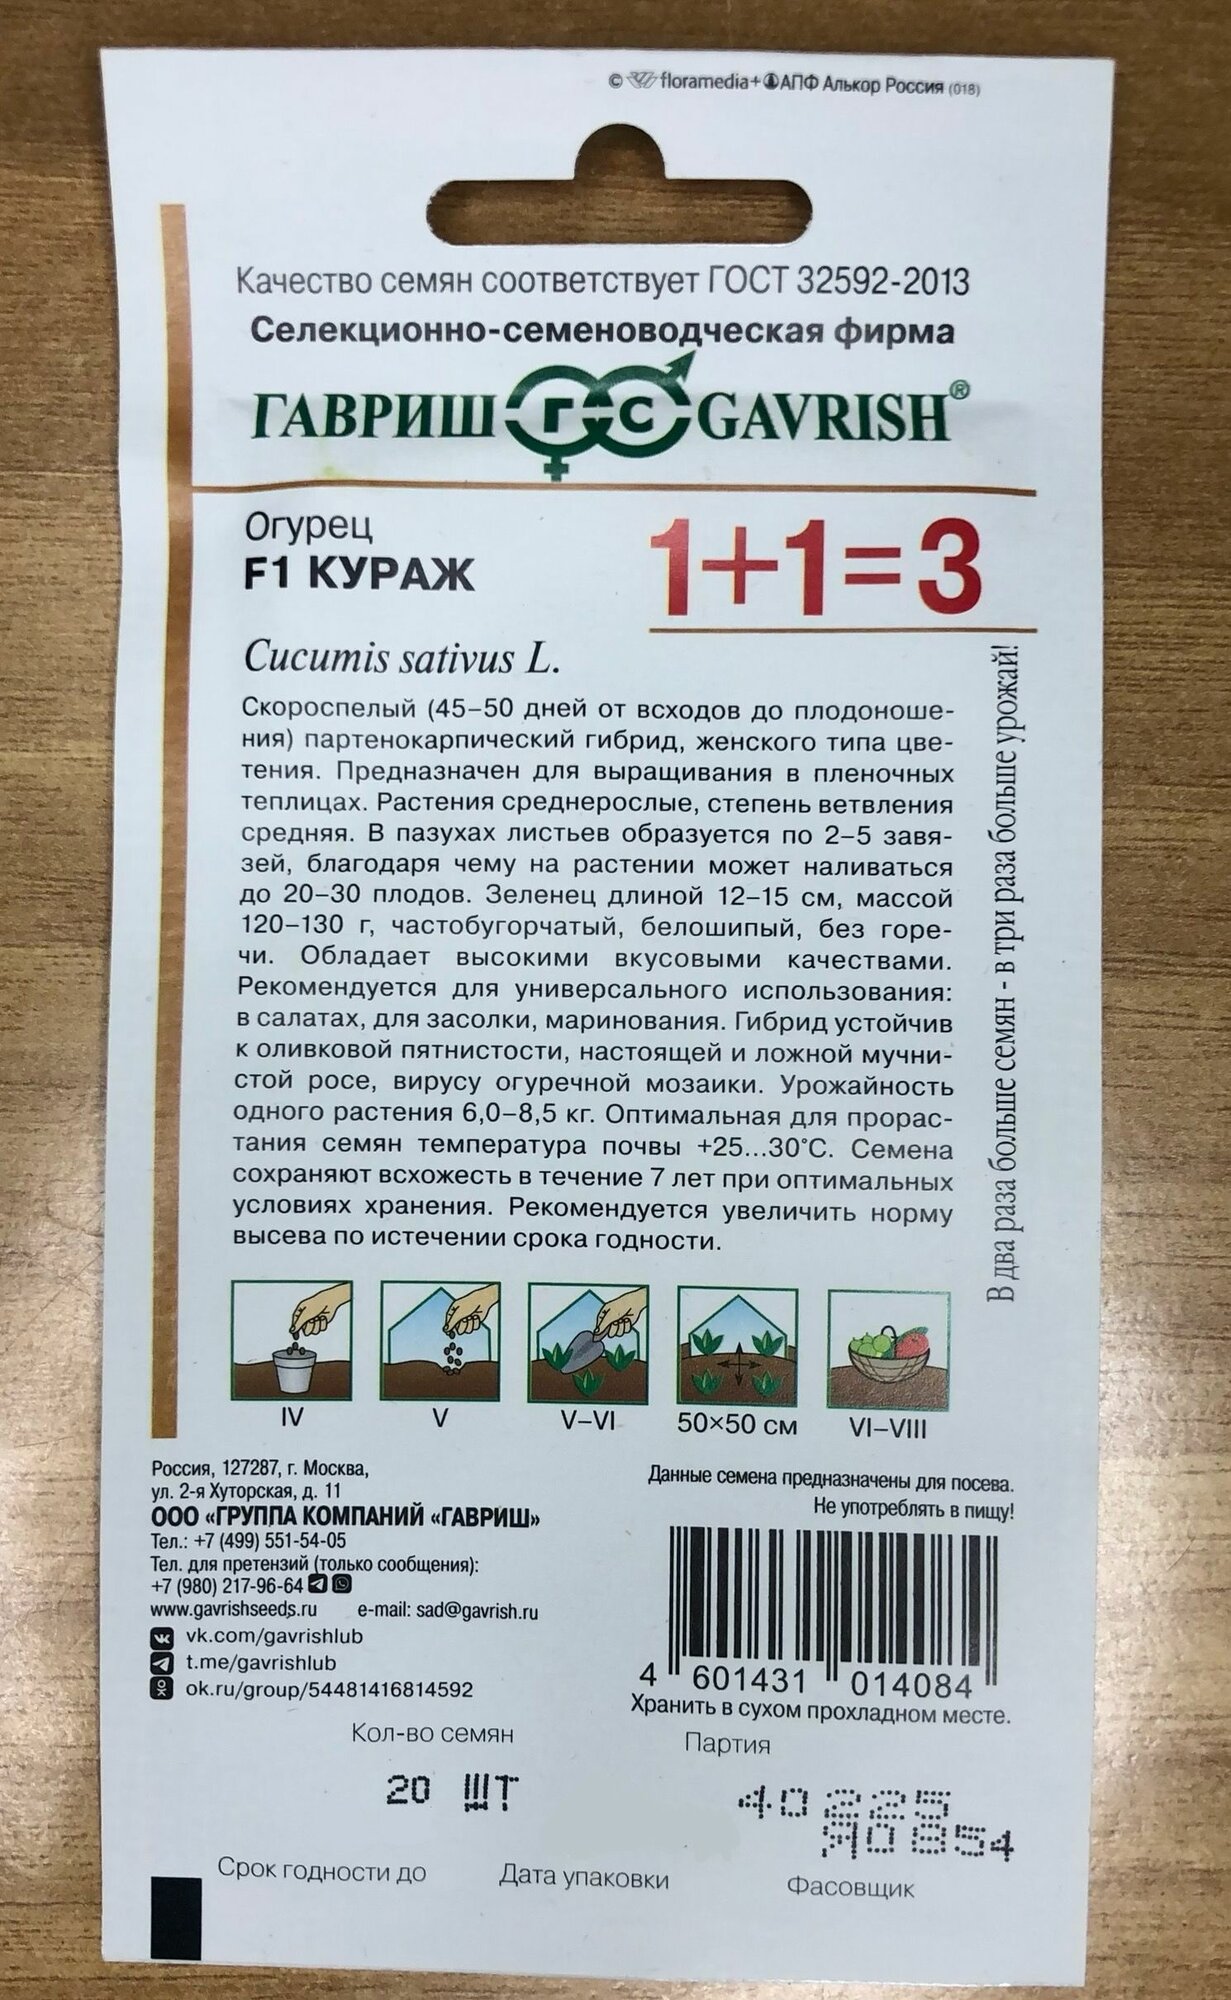 © floramedia+АПФ Алькор Россия (018)
Качество семян соответствует ГОСТ 32592-2013
Селекционно-семеноводческая фирма
ГАВРИШ ГС GAVRISH®
Огурец
F1 КУРАЖ
1+1=3
Cucumis sativus L.
Скороспелый (45–50 дней от всходов до плодоноше-
ния) партенокарпический гибрид, женского типа цве-
тения. Предназначен для выращивания в пленочных
теплицах. Растения среднерослые, степень ветвления
средняя. В пазухах листьев образуется по 2–5 завя-
зей, благодаря чему на растении может наливаться
до 20–30 плодов. Зеленец длиной 12–15 см, массой
120–130 г, частобугорчатый, белошипый, без горе-
чи. Обладает высокими вкусовыми качествами.
Рекомендуется для универсального использования:
в салатах, для засолки, маринования. Гибрид устойчив
к оливковой пятнистости, настоящей и ложной мучни-
стой росе, вирусу огуречной мозаики. Урожайность
одного растения 6,0–8,5 кг. Оптимальная для прорас-
тания семян температура почвы +25...30°С. Семена
сохраняют всхожесть в течение 7 лет при оптимальных
условиях хранения. Рекомендуется увеличить норму
высева по истечении срока годности.
В два раза больше семян - в три раза больше урожай!
IV
V
V–VI
50×50 см
VI–VIII
Россия, 127287, г. Москва,
ул. 2-я Хуторская, д. 11
ООО «ГРУППА КОМПАНИЙ «ГАВРИШ»
Тел.: +7 (499) 551-54-05
Тел. для претензий (только сообщения):
+7 (980) 217-96-64
www.gavrishseeds.ru e-mail: sad@gavrish.ru
vk.com/gavrishlub
t.me/gavrishlub
ok.ru/group/54481416814592
Данные семена предназначены для посева.
Не употреблять в пищу!
4 601431 014084
Хранить в сухом прохладном месте.
Кол-во семян
Партия
20 ШТ
40225
Я0854
Срок годности до
Дата упаковки
Фасовщик